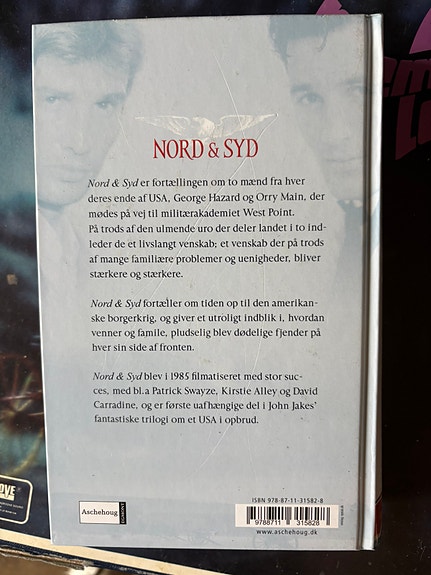 NORD & SYD
Nord & Syd er fortællingen om to mænd fra hver
deres ende af USA, George Hazard og Orry Main, der
mødes på vej til militærakademiet West Point.
På trods af den ulmende uro der deler landet i to ind-
leder de et livslangt venskab; et venskab der på trods
af mange familiære problemer og uenigheder, bliver
stærkere og stærkere.
Nord & Syd fortæller om tiden op til den amerikan-
ske borgerkrig, og giver et utroligt indblik i, hvordan
venner og famile, pludselig blev dødelige fjender på
hver sin side af fronten.
Nord & Syd blev i 1985 filmatiseret med stor suc-
ces, med bl.a Patrick Swayze, Kirstie Alley og David
Carradine, og er første uafhængige del i John Jakes'
fantastiske trilogi om et USA i opbrud.
ISBN 978-87-11-31582-8
9788711 315828
www.aschehoug.dk
Aschehoug
EGMONT